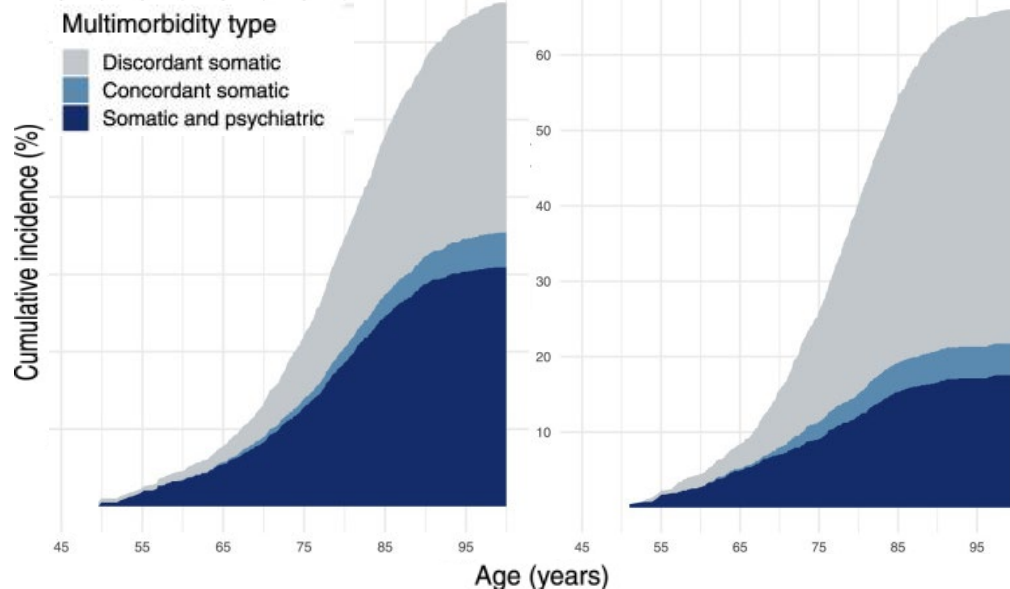 Multimorbidity type
Discordant somatic
Concordant somatic
Somatic and psychiatric
Cumulative incidence (%)
60
50
40
30
20
10
45 55 65 75 85 95
45 55 65 75 85 95
Age (years)